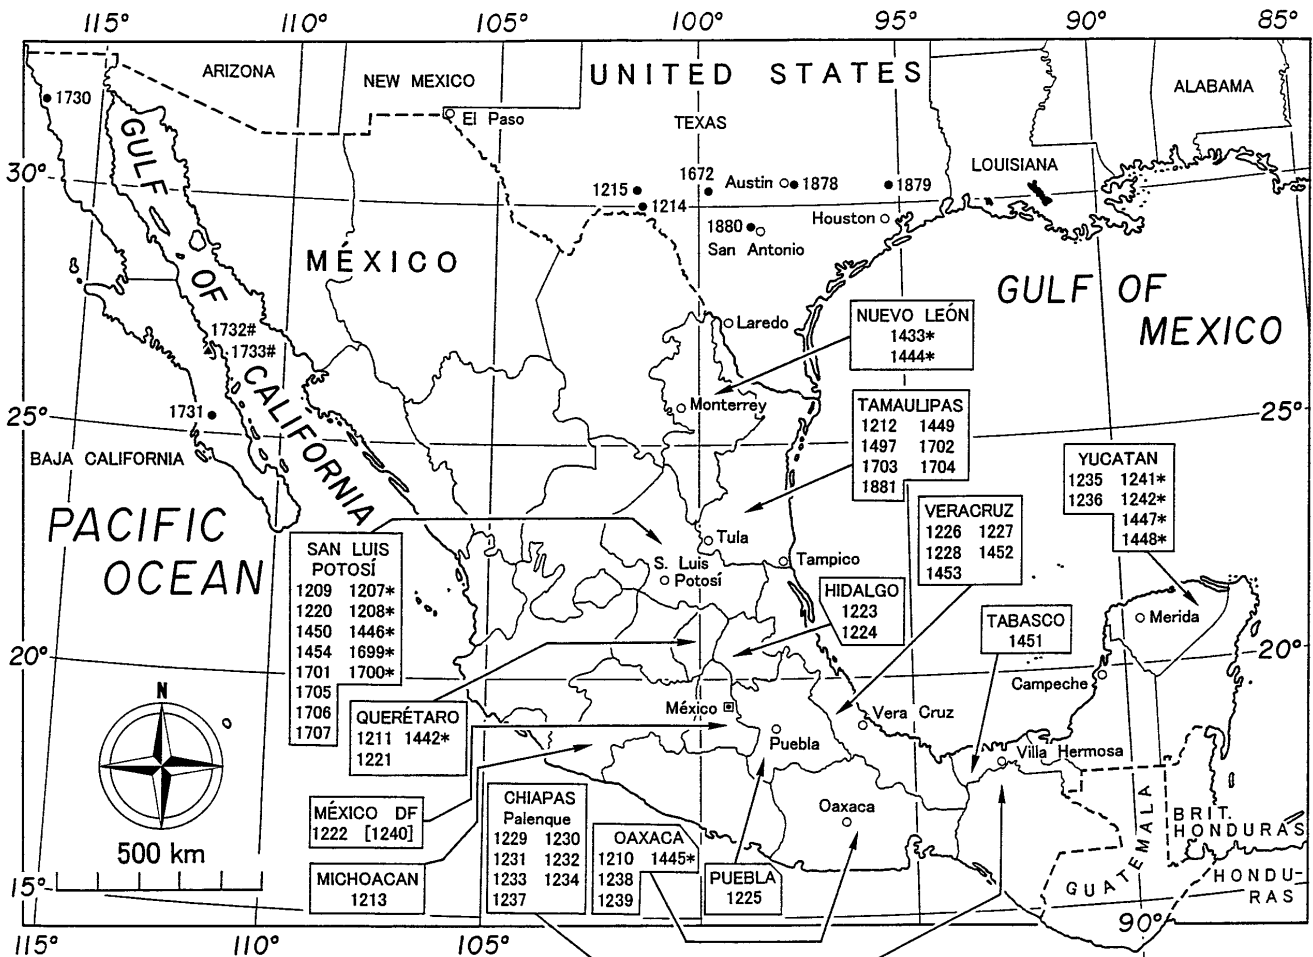 115° 110° 105° 100° 95° 90° 85°
UNITED STATES
ARIZONA
NEW MEXICO
ALABAMA
1730
El Paso
TEXAS
LOUISIANA
30°
1672
Austin 1878
1879
1215
1214
Houston
1880
San Antonio
GULF OF CALIFORNIA
MÉXICO
GULF OF
MEXICO
1732#
1733#
Laredo
NUEVO LEÓN
1433*
1444*
1731
Monterrey
25° 25°
BAJA CALIFORNIA
TAMAULIPAS
1212 1449
1497 1702
1703 1704
1881
YUCATAN
1235 1241*
1236 1242*
1447*
1448*
PACIFIC
OCEAN
VERACRUZ
1226 1227
1228 1452
1453
Tula
SAN LUIS
POTOSÍ
1209 1207*
1220 1208*
1450 1446*
1454 1699*
1701 1700*
1705
1706
1707
S. Luis
Potosí
Tampico
HIDALGO
1223
1224
TABASCO
1451
Merida
20° 20°
Campeche
N
500 km
QUERÉTARO
1211 1442*
1221
México
Vera Cruz
Puebla
Villa Hermosa
MÉXICO DF
1222 [1240]
CHIAPAS
Palenque
1229 1230
1231 1232
1233 1234
1237
Oaxaca
OAXACA
1210 1445*
1238
1239
PUEBLA
1225
MICHOACAN
1213
GUATEMALA
BRIT.
HONDURAS
HONDU-
RAS
15°
115° 110° 105° 90°